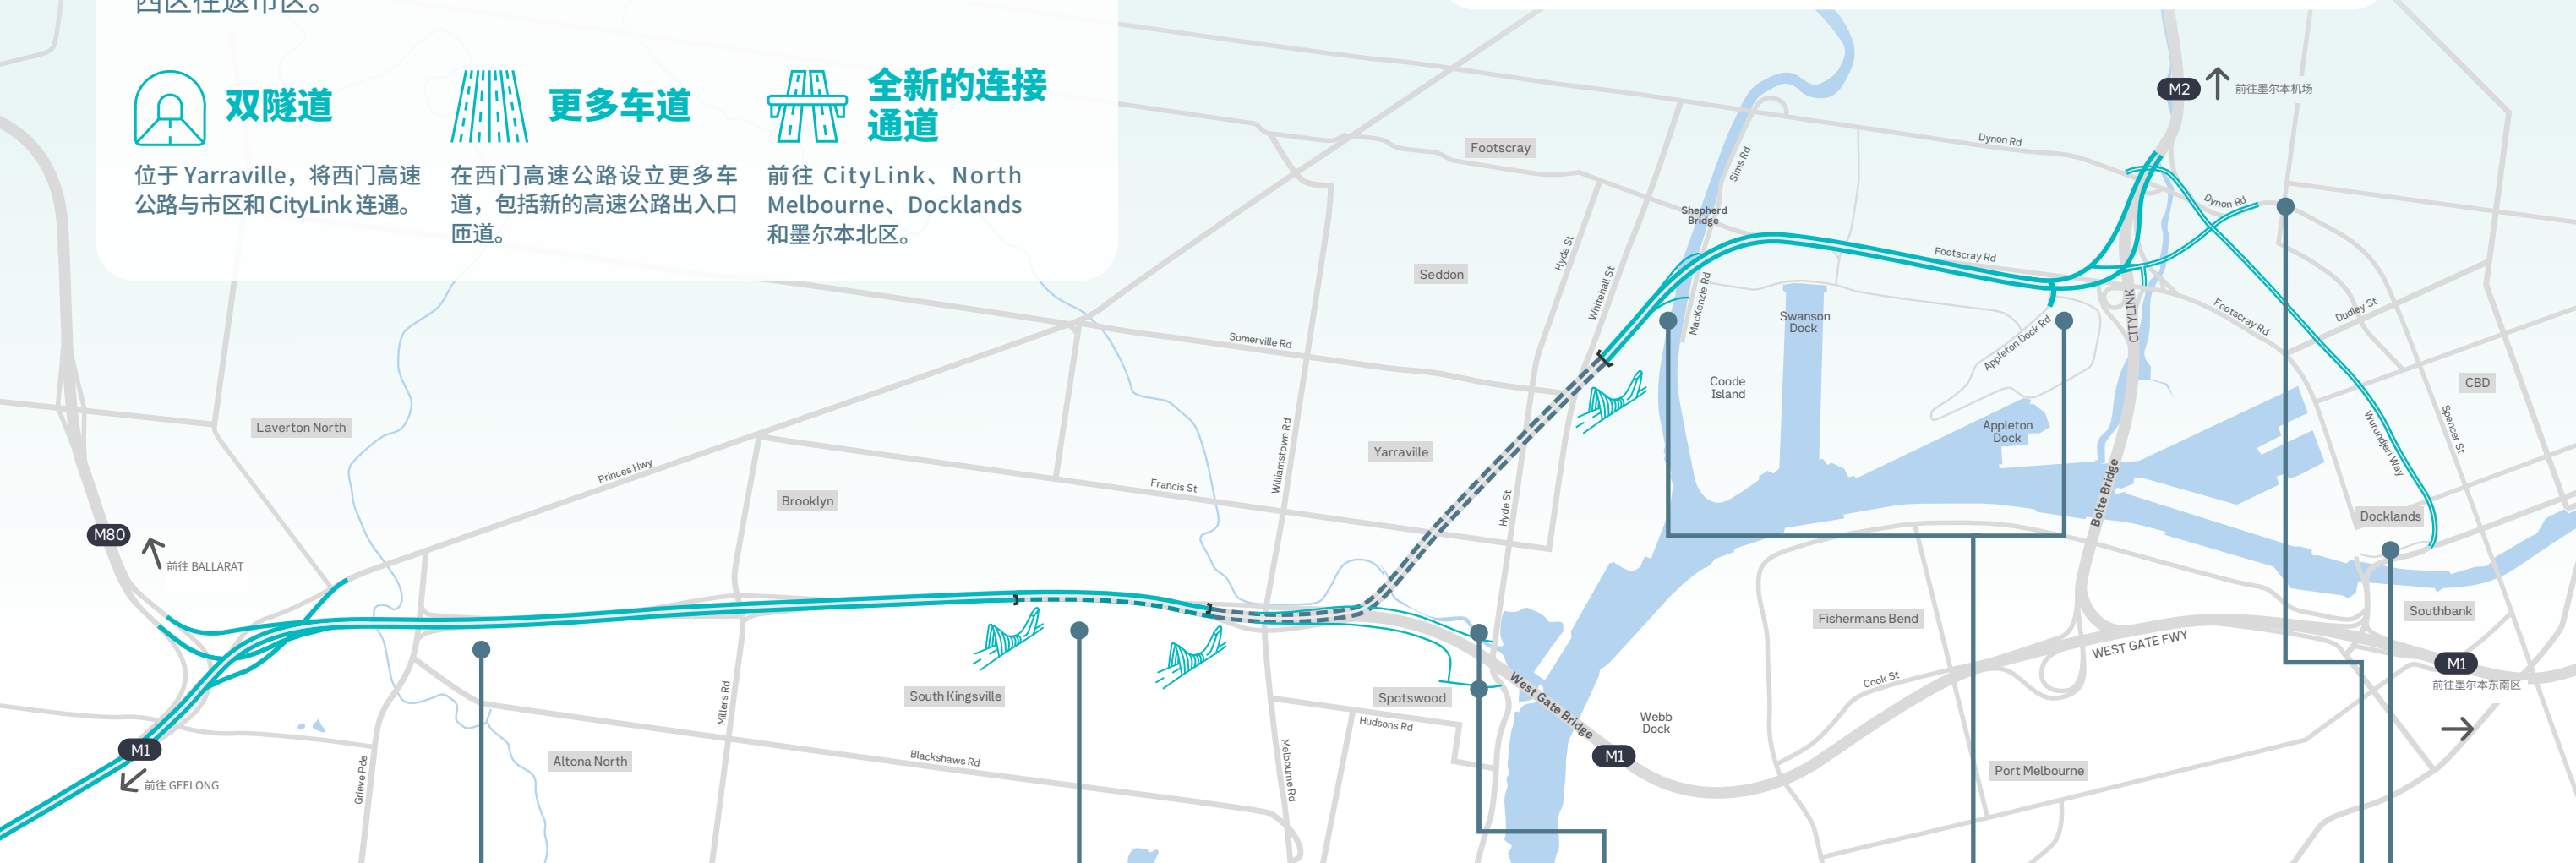 西区往返市区。
双隧道
位于 Yarraville，将西门高速
公路与市区和 CityLink 连通。
更多车道
在西门高速公路设立更多车
道，包括新的高速公路出入口
匝道。
全新的连接
通道
前往 CityLink、North
Melbourne、Docklands
和墨尔本北区。
M2
前往墨尔本机场
Footscray
Dynon Rd
Sims Rd
Dynon Rd
Shepherd
Bridge
Hyde St
Footscray Rd
Seddon
Whitehall St
MacKenzie Rd
Swanson
Dock
CITYLINK
Footscray Rd
Dudley St
Appleton Dock Rd
Somerville Rd
Coode
Island
CBD
Laverton North
Williamstown Rd
Yarraville
Appleton
Dock
Wurundjeri Way
Spencer St
Princes Hwy
Brooklyn
Francis St
Hyde St
Bolte Bridge
Docklands
M80
前往 BALLARAT
Fishermans Bend
Southbank
WEST GATE FWY
M1
前往墨尔本东南区
Millers Rd
South Kingsville
Spotswood
West Gate Bridge
Cook St
Hudsons Rd
Webb
Dock
M1
M1
前往 GEELONG
Grieve Pde
Altona North
Blackshaws Rd
Melbourne Rd
Port Melbourne